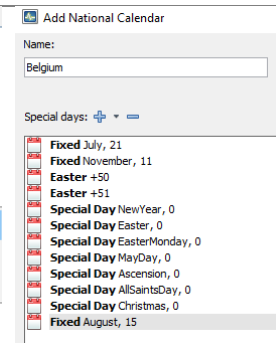 Add National Calendar
Name:
Belgium
Special days:
Fixed July, 21
Fixed November, 11
Easter +50
Easter +51
Special Day NewYear, 0
Special Day Easter, 0
Special Day EasterMonday, 0
Special Day MayDay, 0
Special Day Ascension, 0
Special Day AllSaintsDay, 0
Special Day Christmas, 0
Fixed August, 15